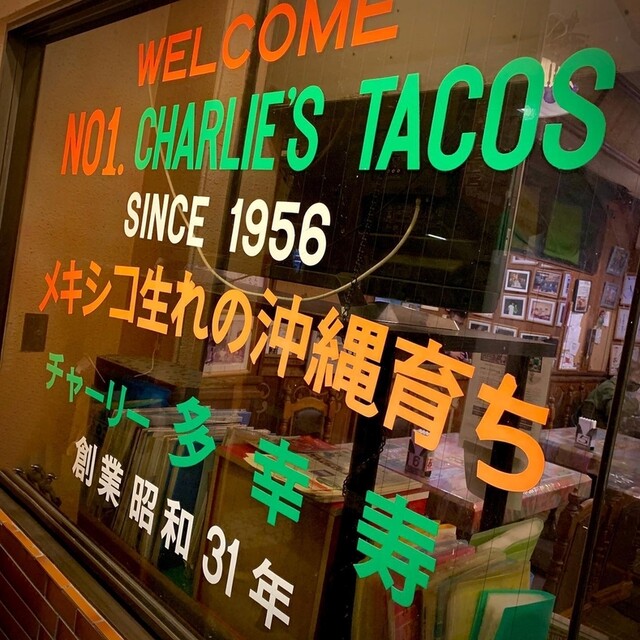 WELCOME
NO1. CHARLIE'S TACOS
SINCE 1956
メキシコ生れの沖縄育ち
チャーリー多幸寿
創業昭和31年